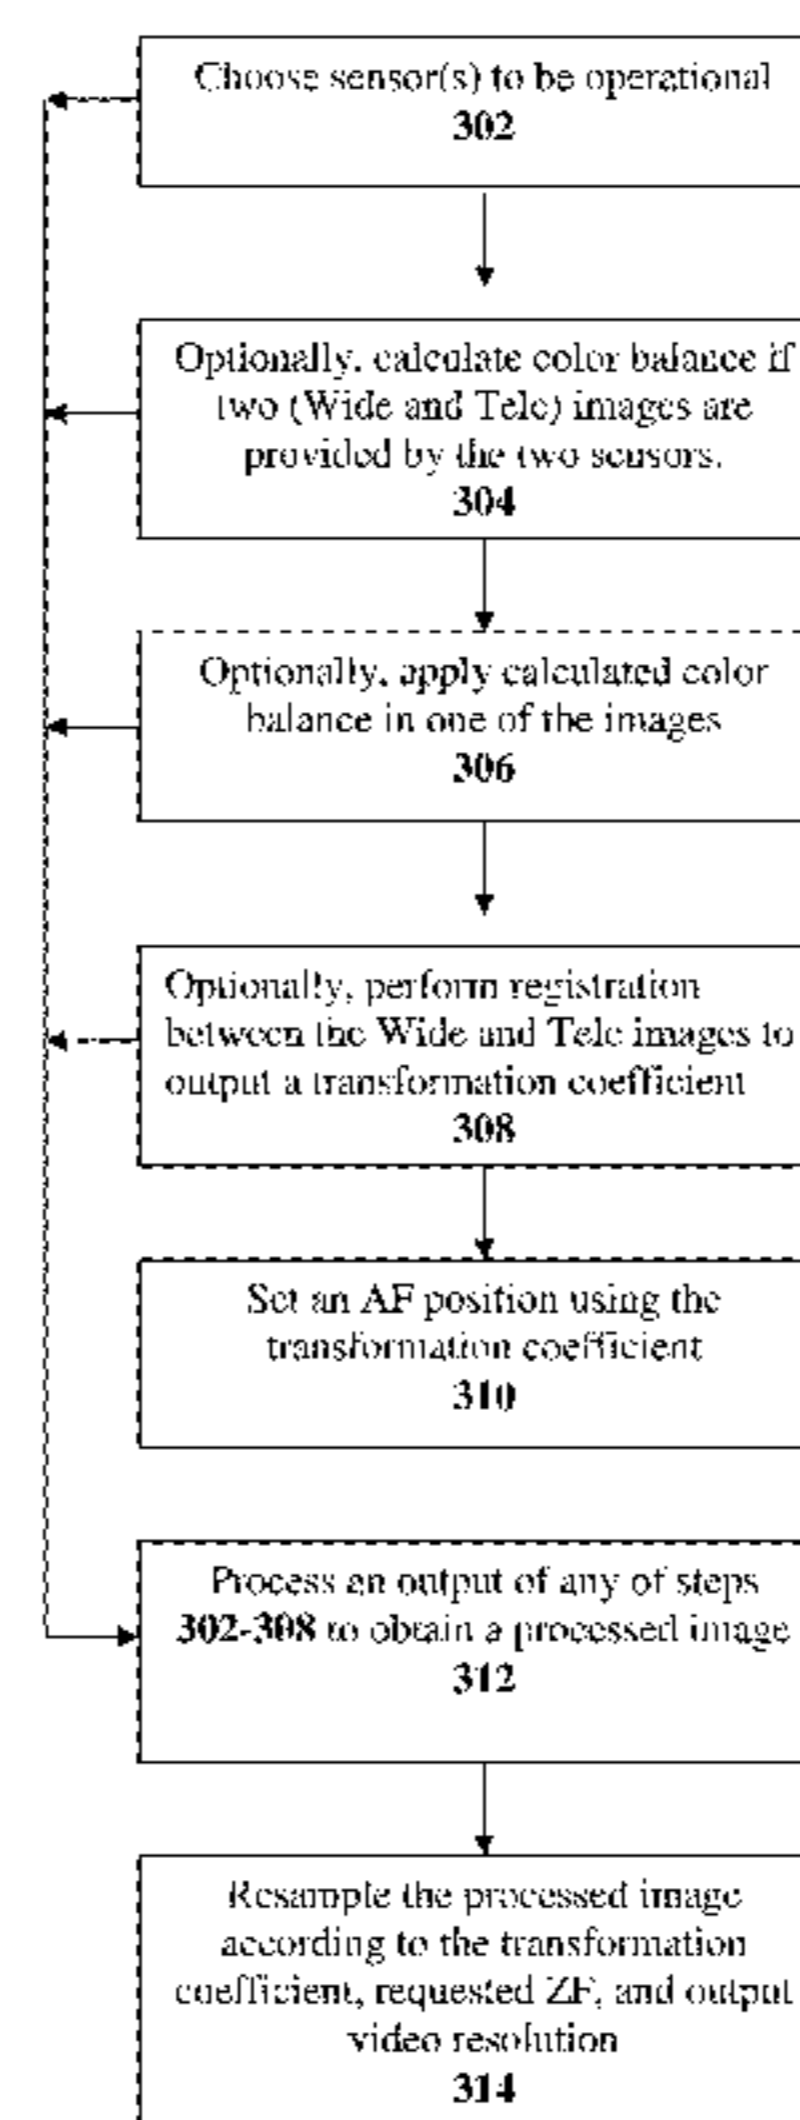 Choose sensor(s) to be operational
302
Optionally, calculate color balance if
two (Wide and Tele) images are
provided by the two sensors.
304
Optionally, apply calculated color
balance in one of the images
306
Optionally, perform registration
between the Wide and Tele images to
output a transformation coefficient
308
Set an AF position using the
transformation coefficient
310
Process an output of any of steps
302-308 to obtain a processed image
312
Resample the processed image
according to the transformation
coefficient, requested ZF, and output
video resolution
314